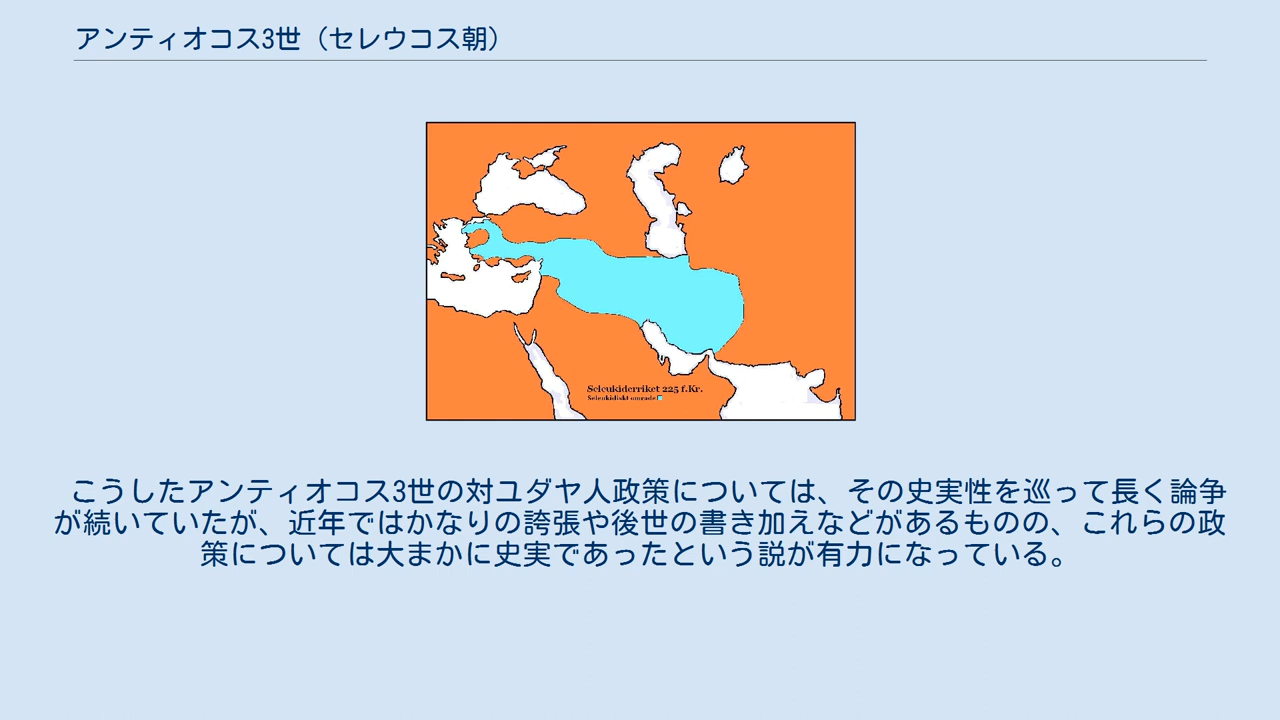 アンティオコス3世（セレウコス朝）
Seleukiderriket 225 f.Kr.
Seleukidiskt område
こうしたアンティオコス3世の対ユダヤ人政策については、その史実性を巡って長く論争
が続いていたが、近年ではかなりの誇張や後世の書き加えなどがあるものの、これらの政
策については大まかに史実であったという説が有力になっている。